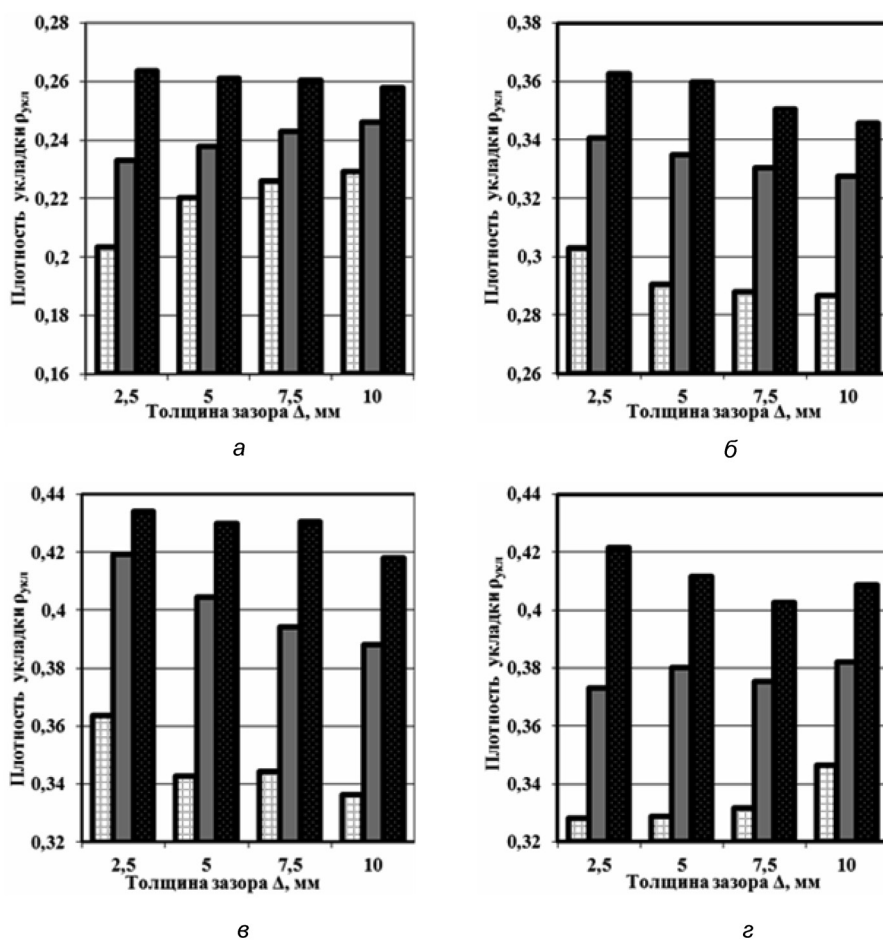 Плотность укладки ρукл
0,28
0,26
0,24
0,22
0,2
0,18
0,16
2,5 5 7,5 10
Толщина зазора Δ, мм
а
Плотность укладки ρукл
0,38
0,36
0,34
0,32
0,3
0,28
0,26
2,5 5 7,5 10
Толщина зазора Δ, мм
б
Плотность укладки ρукл
0,44
0,42
0,4
0,38
0,36
0,34
0,32
2,5 5 7,5 10
Толщина зазора Δ, мм
в
Плотность укладки ρукл
0,44
0,42
0,4
0,38
0,36
0,34
0,32
2,5 5 7,5 10
Толщина зазора Δ, мм
г